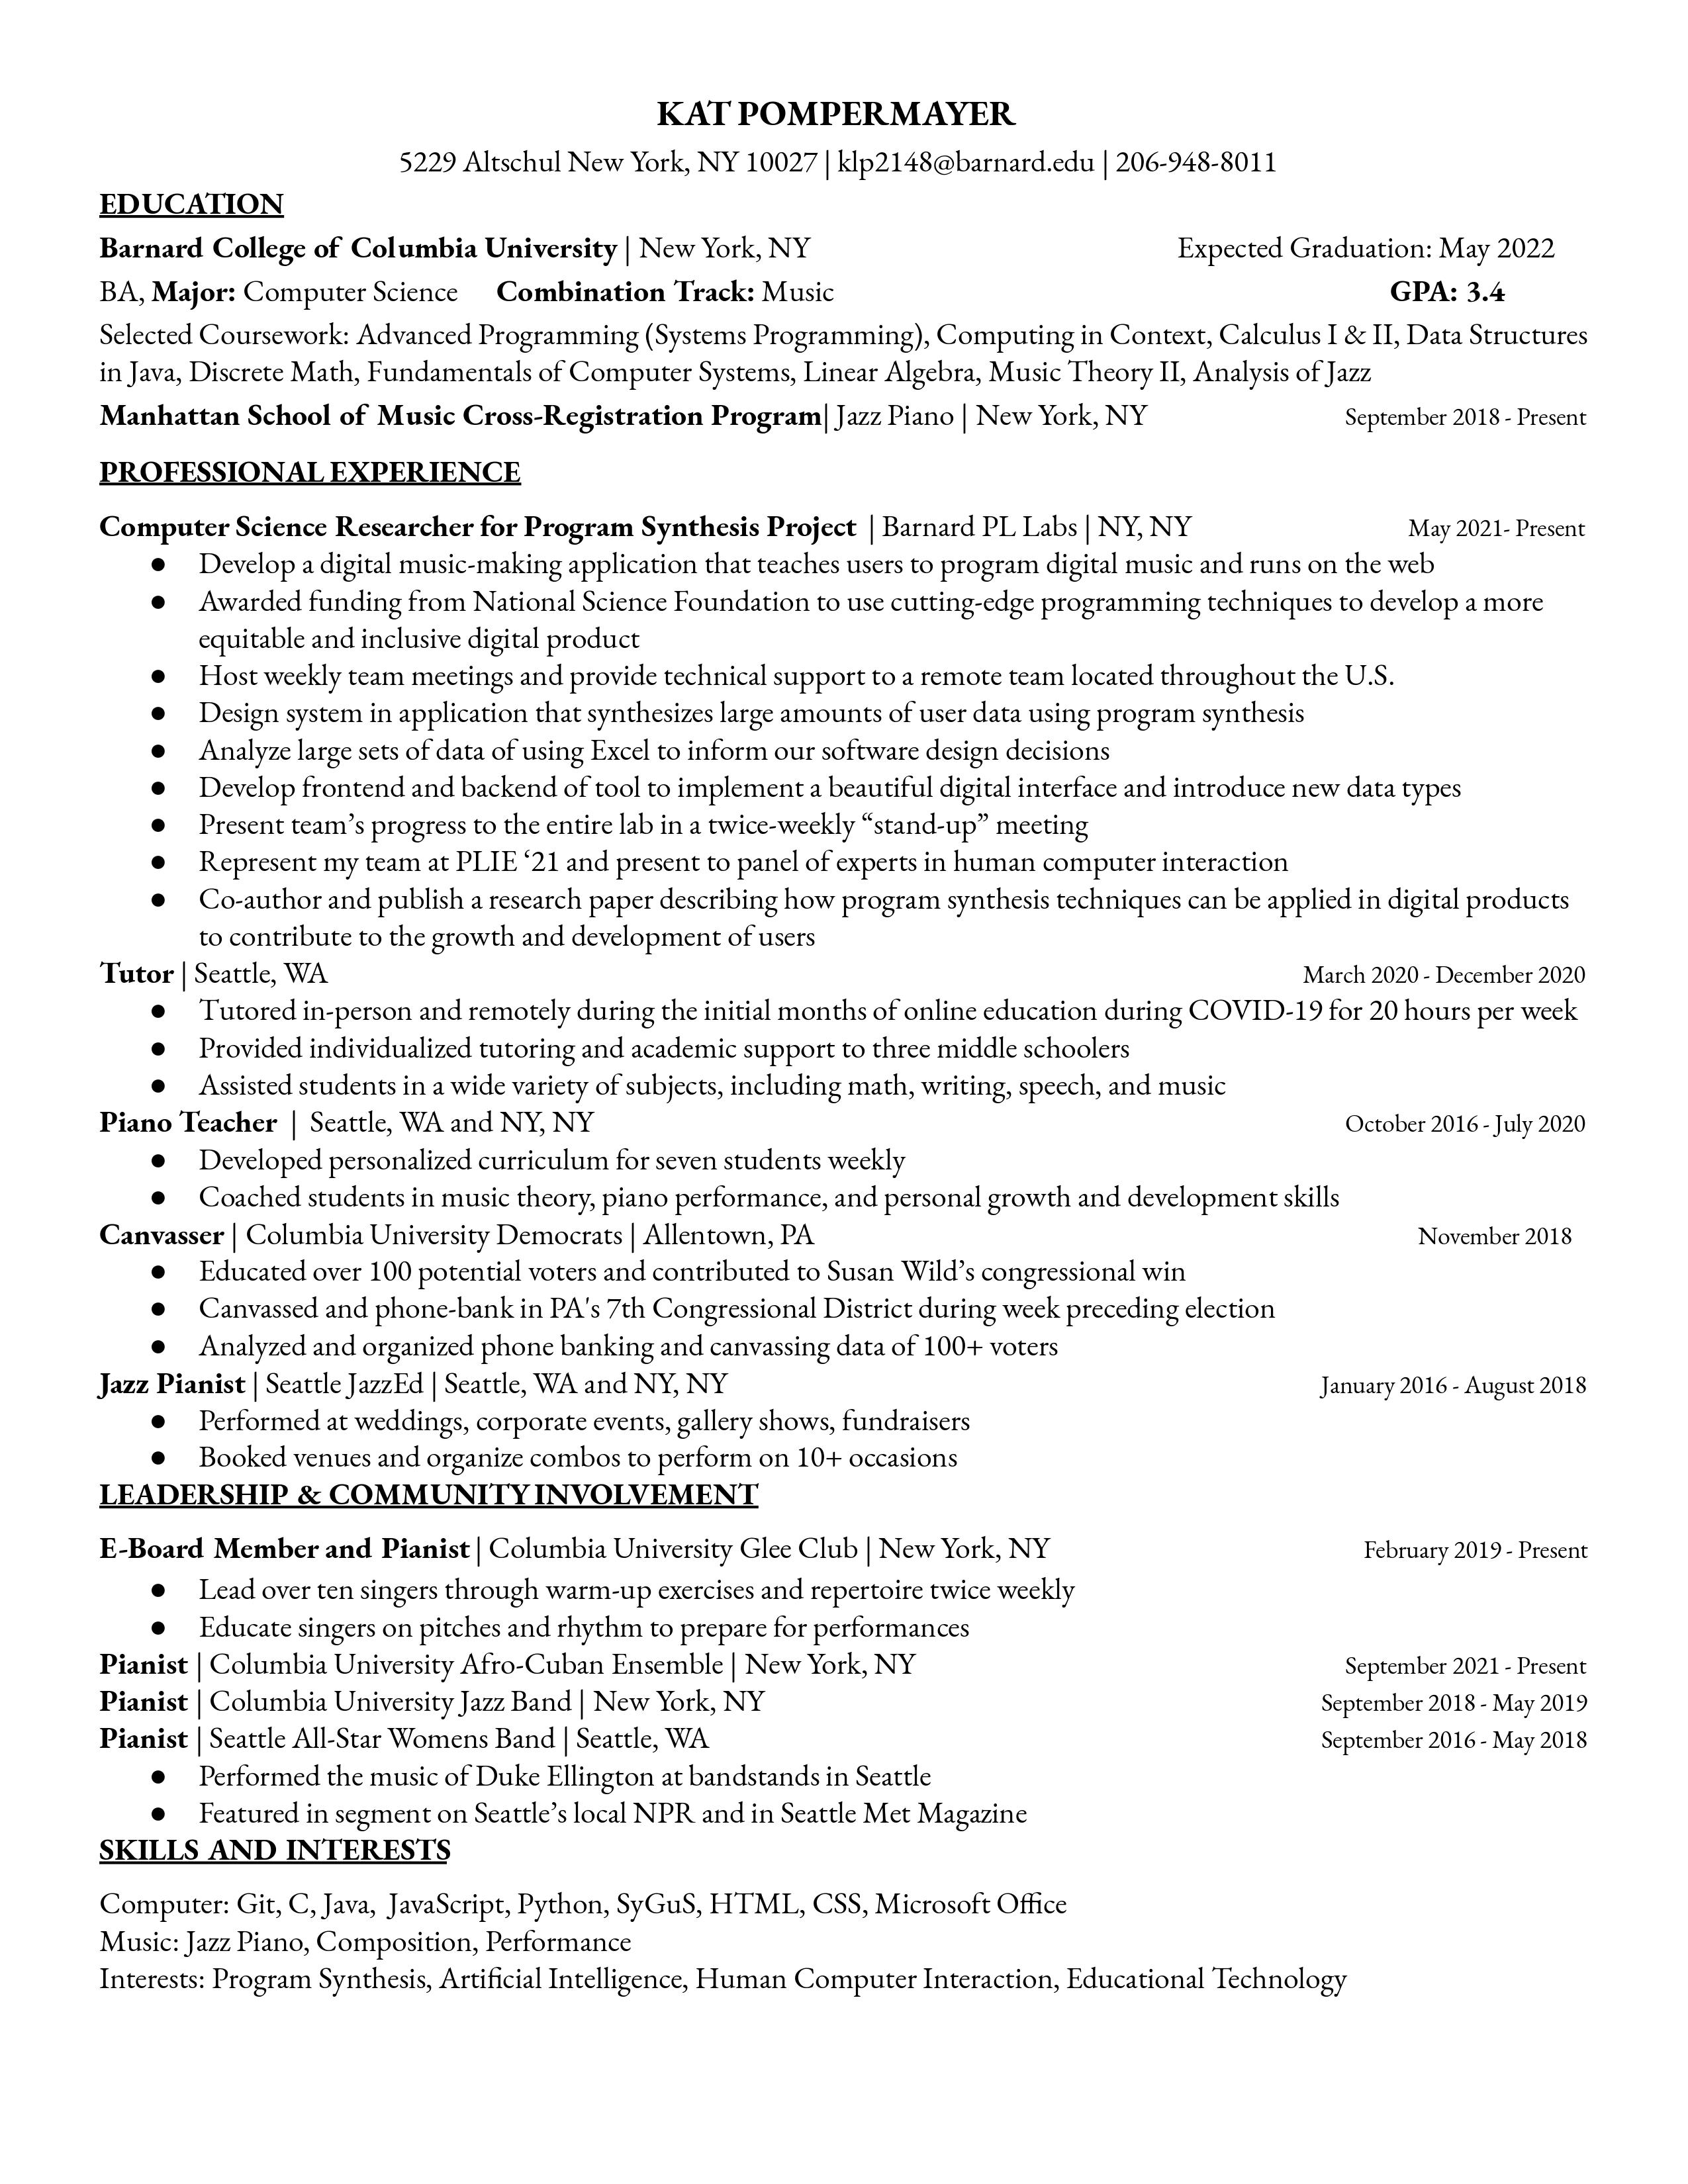 KAT POMPERMAYER
5229 Altschul New York, NY 10027 | klp2148@barnard.edu | 206-948-8011
EDUCATION
Barnard College of Columbia University | New York, NY Expected Graduation: May 2022
BA, Major: Computer Science Combination Track: Music GPA: 3.4
Selected Coursework: Advanced Programming (Systems Programming), Computing in Context, Calculus I & II, Data Structures
in Java, Discrete Math, Fundamentals of Computer Systems, Linear Algebra, Music Theory II, Analysis of Jazz
Manhattan School of Music Cross-Registration Program| Jazz Piano | New York, NY September 2018 - Present
PROFESSIONAL EXPERIENCE
Computer Science Researcher for Program Synthesis Project | Barnard PL Labs | NY, NY May 2021- Present
● Develop a digital music-making application that teaches users to program digital music and runs on the web
● Awarded funding from National Science Foundation to use cutting-edge programming techniques to develop a more
equitable and inclusive digital product
● Host weekly team meetings and provide technical support to a remote team located throughout the U.S.
● Design system in application that synthesizes large amounts of user data using program synthesis
● Analyze large sets of data of using Excel to inform our software design decisions
● Develop frontend and backend of tool to implement a beautiful digital interface and introduce new data types
● Present team’s progress to the entire lab in a twice-weekly “stand-up” meeting
● Represent my team at PLIE ‘21 and present to panel of experts in human computer interaction
● Co-author and publish a research paper describing how program synthesis techniques can be applied in digital products
to contribute to the growth and development of users
Tutor | Seattle, WA March 2020 - December 2020
● Tutored in-person and remotely during the initial months of online education during COVID-19 for 20 hours per week
● Provided individualized tutoring and academic support to three middle schoolers
● Assisted students in a wide variety of subjects, including math, writing, speech, and music
Piano Teacher | Seattle, WA and NY, NY October 2016 - July 2020
● Developed personalized curriculum for seven students weekly
● Coached students in music theory, piano performance, and personal growth and development skills
Canvasser | Columbia University Democrats | Allentown, PA November 2018
● Educated over 100 potential voters and contributed to Susan Wild’s congressional win
● Canvassed and phone-bank in PA's 7th Congressional District during week preceding election
● Analyzed and organized phone banking and canvassing data of 100+ voters
Jazz Pianist | Seattle JazzEd | Seattle, WA and NY, NY January 2016 - August 2018
● Performed at weddings, corporate events, gallery shows, fundraisers
● Booked venues and organize combos to perform on 10+ occasions
LEADERSHIP & COMMUNITY INVOLVEMENT
E-Board Member and Pianist | Columbia University Glee Club | New York, NY February 2019 - Present
● Lead over ten singers through warm-up exercises and repertoire twice weekly
● Educate singers on pitches and rhythm to prepare for performances
Pianist | Columbia University Afro-Cuban Ensemble | New York, NY September 2021 - Present
Pianist | Columbia University Jazz Band | New York, NY September 2018 - May 2019
Pianist | Seattle All-Star Womens Band | Seattle, WA September 2016 - May 2018
● Performed the music of Duke Ellington at bandstands in Seattle
● Featured in segment on Seattle’s local NPR and in Seattle Met Magazine
SKILLS AND INTERESTS
Computer: Git, C, Java, JavaScript, Python, SyGuS, HTML, CSS, Microsoft Office
Music: Jazz Piano, Composition, Performance
Interests: Program Synthesis, Artificial Intelligence, Human Computer Interaction, Educational Technology